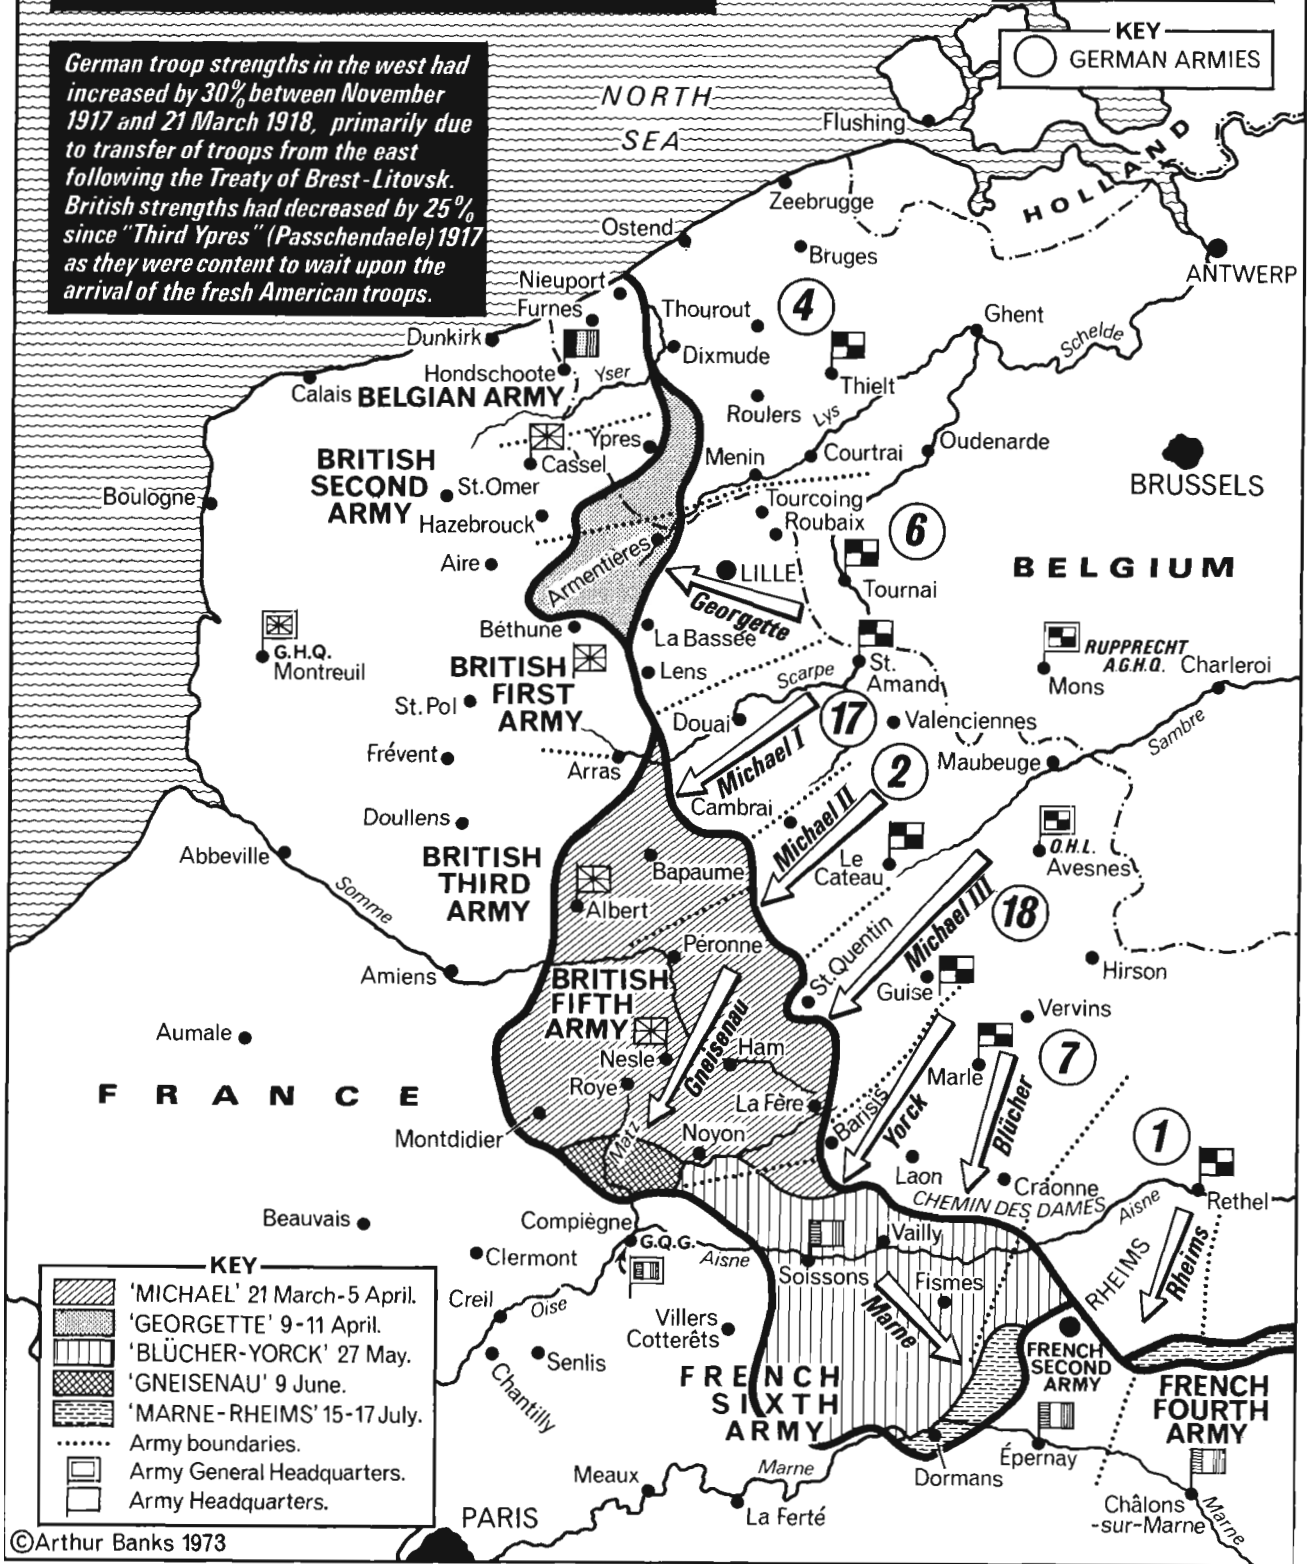 German troop strengths in the west had
increased by 30% between November
1917 and 21 March 1918, primarily due
to transfer of troops from the east
following the Treaty of Brest-Litovsk.
British strengths had decreased by 25%
since "Third Ypres" (Passchendaele) 1917
as they were content to wait upon the
arrival of the fresh American troops.
KEY
GERMAN ARMIES
NORTH
SEA
Flushing
HOLLAND
Zeebrugge
Ostend
Bruges
ANTWERP
Nieuport
Furnes
Thourout
4
Ghent
Schelde
Dunkirk
Dixmude
Hondschoote
Yser
Thielt
Calais
BELGIAN ARMY
Roulers
Lys
Ypres
Courtrai
Oudenarde
Menin
Cassel
BRITISH
SECOND
ARMY
St.Omer
BRUSSELS
Boulogne
Hazebrouck
Tourcoing
Roubaix
6
Aire
Armentières
LILLE
BELGIUM
Tournai
Georgette
Béthune
La Bassée
G.H.Q.
Montreuil
BRITISH
FIRST
ARMY
Lens
Scarpe
St.
Amand
RUPPRECHT
A.G.H.Q.
Charleroi
Mons
St.Pol
Douai
17
Valenciennes
Sambre
Frévent
Arras
Michael I
2
Maubeuge
Cambrai
Doullens
Michael II
O.H.L.
Avesnes
Abbeville
BRITISH
THIRD
ARMY
Bapaume
Le
Cateau
Somme
Albert
Michael III
18
Péronne
St.Quentin
Amiens
BRITISH
FIFTH
ARMY
Guise
Hirson
Aumale
Vervins
Nesle
Gneisenau
Ham
Marle
7
FRANCE
Roye
La Fère
Barisis
Yorck
Blücher
Montdidier
Matz
Noyon
1
Laon
Craonne
CHEMIN DES DAMES
Aisne
Rethel
Beauvais
Compiègne
G.Q.G.
Aisne
Vailly
Clermont
Soissons
Fismes
RHEIMS
Rheims
Creil
Oise
Villers
Cotterêts
Marne
Senlis
Chantilly
FRENCH
SIXTH
ARMY
FRENCH
SECOND
ARMY
FRENCH
FOURTH
ARMY
Meaux
Marne
Dormans
Épernay
La Ferté
Châlons
-sur-Marne
Marne
PARIS
KEY
'MICHAEL' 21 March-5 April.
'GEORGETTE' 9-11 April.
'BLÜCHER-YORCK' 27 May.
'GNEISENAU' 9 June.
'MARNE-RHEIMS' 15-17 July.
Army boundaries.
Army General Headquarters.
Army Headquarters.
©Arthur Banks 1973